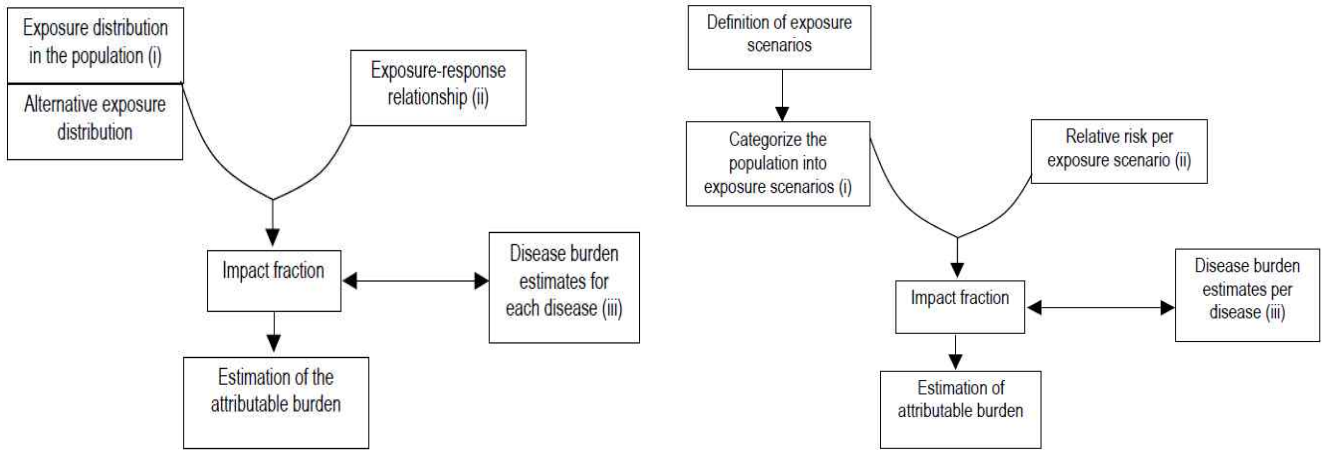 Exposure distribution
in the population (i)
Alternative exposure
distribution
Exposure-response
relationship (ii)
Impact fraction
Disease burden
estimates for
each disease (iii)
Estimation of the
attributable burden
Definition of exposure
scenarios
Categorize the
population into
exposure scenarios (i)
Relative risk per
exposure scenario (ii)
Impact fraction
Disease burden
estimates per
disease (iii)
Estimation of
attributable burden